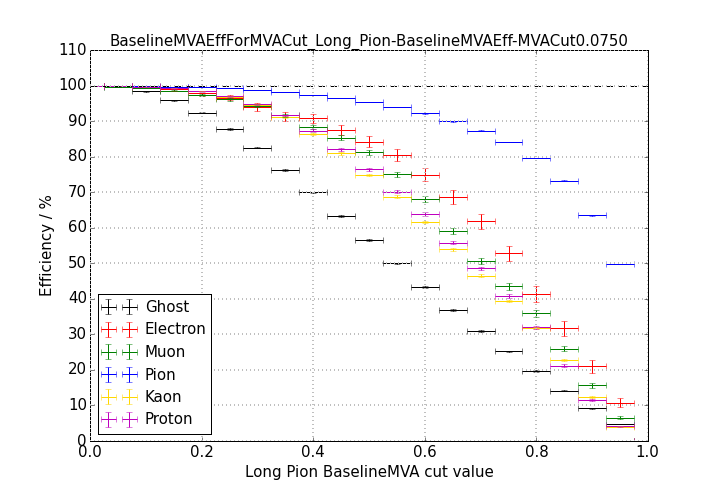 BaselineMVAEffForMVACut_Long_Pion-BaselineMVAEff-MVACut0.0750
110
100
90
80
70
60
50
40
30
20
10
0
Efficiency / %
Ghost
Electron
Muon
Pion
Kaon
Proton
0.0 0.2 0.4 0.6 0.8 1.0
Long Pion BaselineMVA cut value